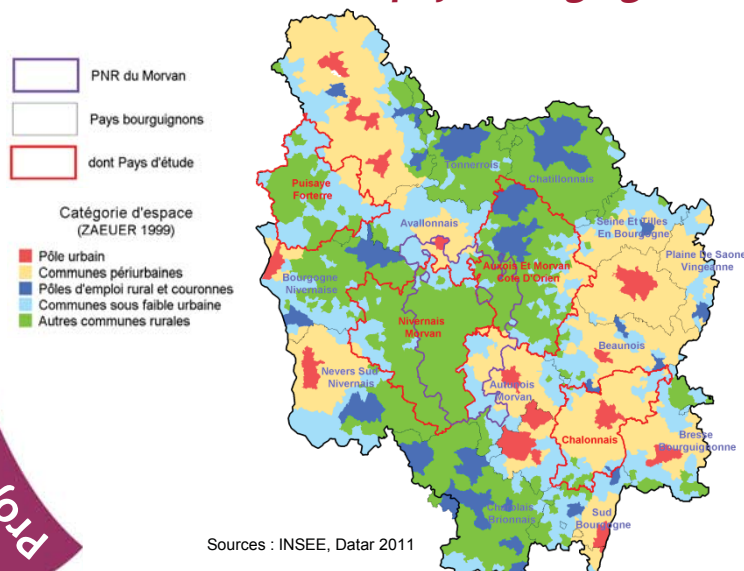 PNR du Morvan
Pays bourguignons
dont Pays d'étude
Catégorie d'espace
(ZAEUER 1999)
Pôle urbain
Communes périurbaines
Pôles d'emploi rural et couronnes
Communes sous faible urbaine
Autres communes rurales
Tonnerrois
Chatillonnais
Puisaye
Forterre
Avallonnais
Seine Et Tilles
En Bourgogne
Plaine De Saone
Vingeanne
Auxois Et Morvan
Cote D'Orien
Bourgogne
Nivernaise
Nivernais
Morvan
Beaunois
Nevers Sud
Nivernais
Autunois
Morvan
Chalonnais
Bresse
Bourguignonne
Charolais
Brionnais
Sud
Bourgogne
Proj
Sources : INSEE, Datar 2011